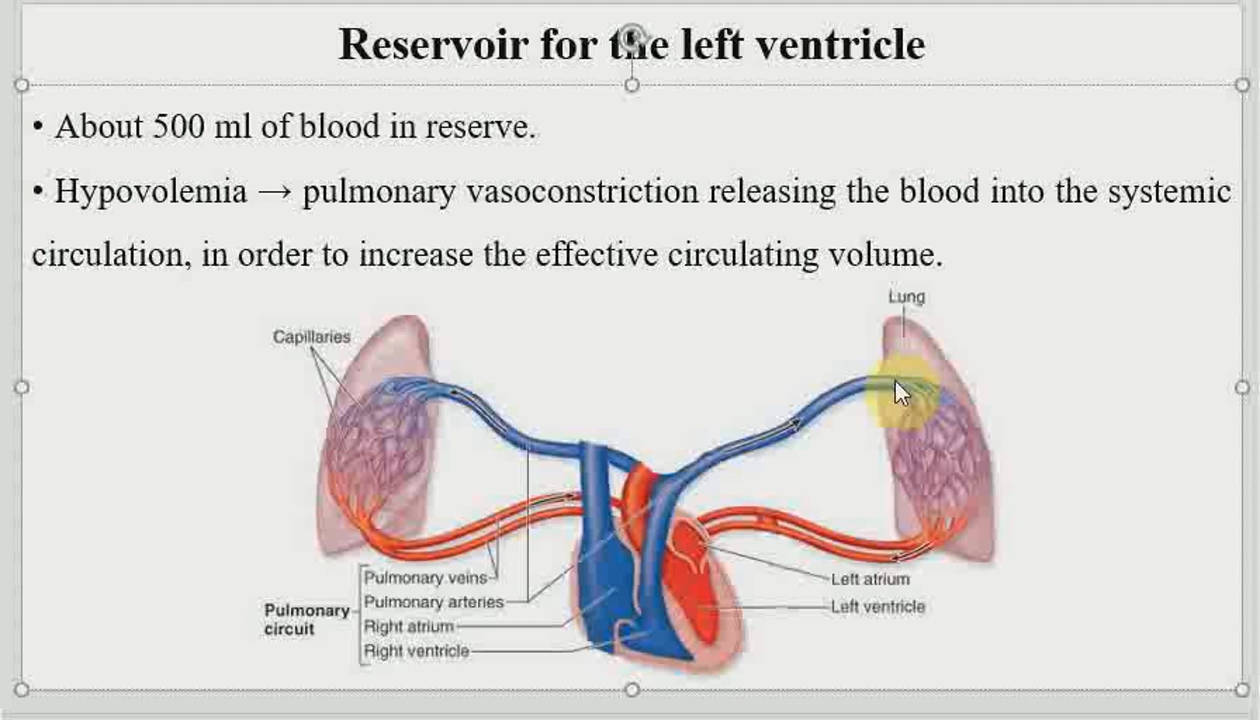 Reservoir for the left ventricle
• About 500 ml of blood in reserve.
• Hypovolemia → pulmonary vasoconstriction releasing the blood into the systemic
circulation, in order to increase the effective circulating volume.
Lung
Capillaries
Pulmonary veins
Left atrium
Pulmonary arteries
Left ventricle
Pulmonary
circuit
Right atrium
Right ventricle